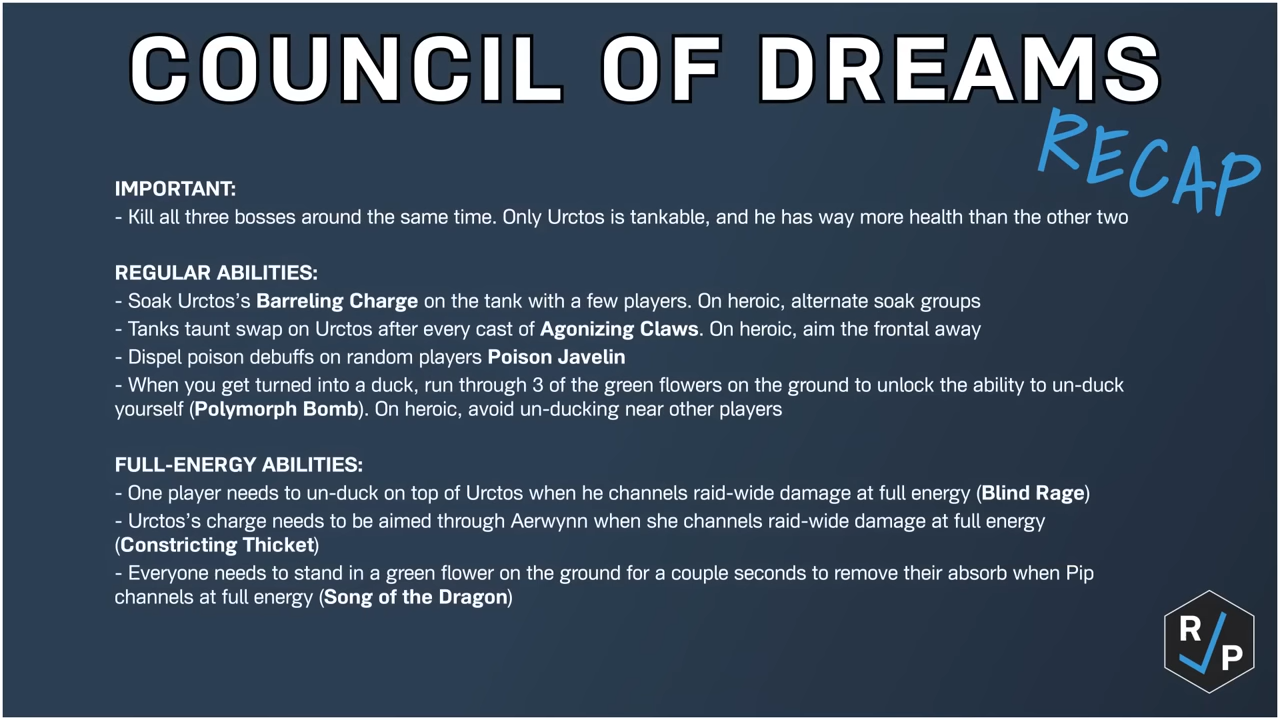 COUNCIL OF DREAMS
RECAP
IMPORTANT:
- Kill all three bosses around the same time. Only Urctos is tankable, and he has way more health than the other two
REGULAR ABILITIES:
- Soak Urctos's Barreling Charge on the tank with a few players. On heroic, alternate soak groups
- Tanks taunt swap on Urctos after every cast of Agonizing Claws. On heroic, aim the frontal away
- Dispel poison debuffs on random players Poison Javelin
- When you get turned into a duck, run through 3 of the green flowers on the ground to unlock the ability to un-duck
yourself (Polymorph Bomb). On heroic, avoid un-ducking near other players
FULL-ENERGY ABILITIES:
- One player needs to un-duck on top of Urctos when he channels raid-wide damage at full energy (Blind Rage)
- Urctos's charge needs to be aimed through Aerwynn when she channels raid-wide damage at full energy
(Constricting Thicket)
- Everyone needs to stand in a green flower on the ground for a couple seconds to remove their absorb when Pip
channels at full energy (Song of the Dragon)
R
P